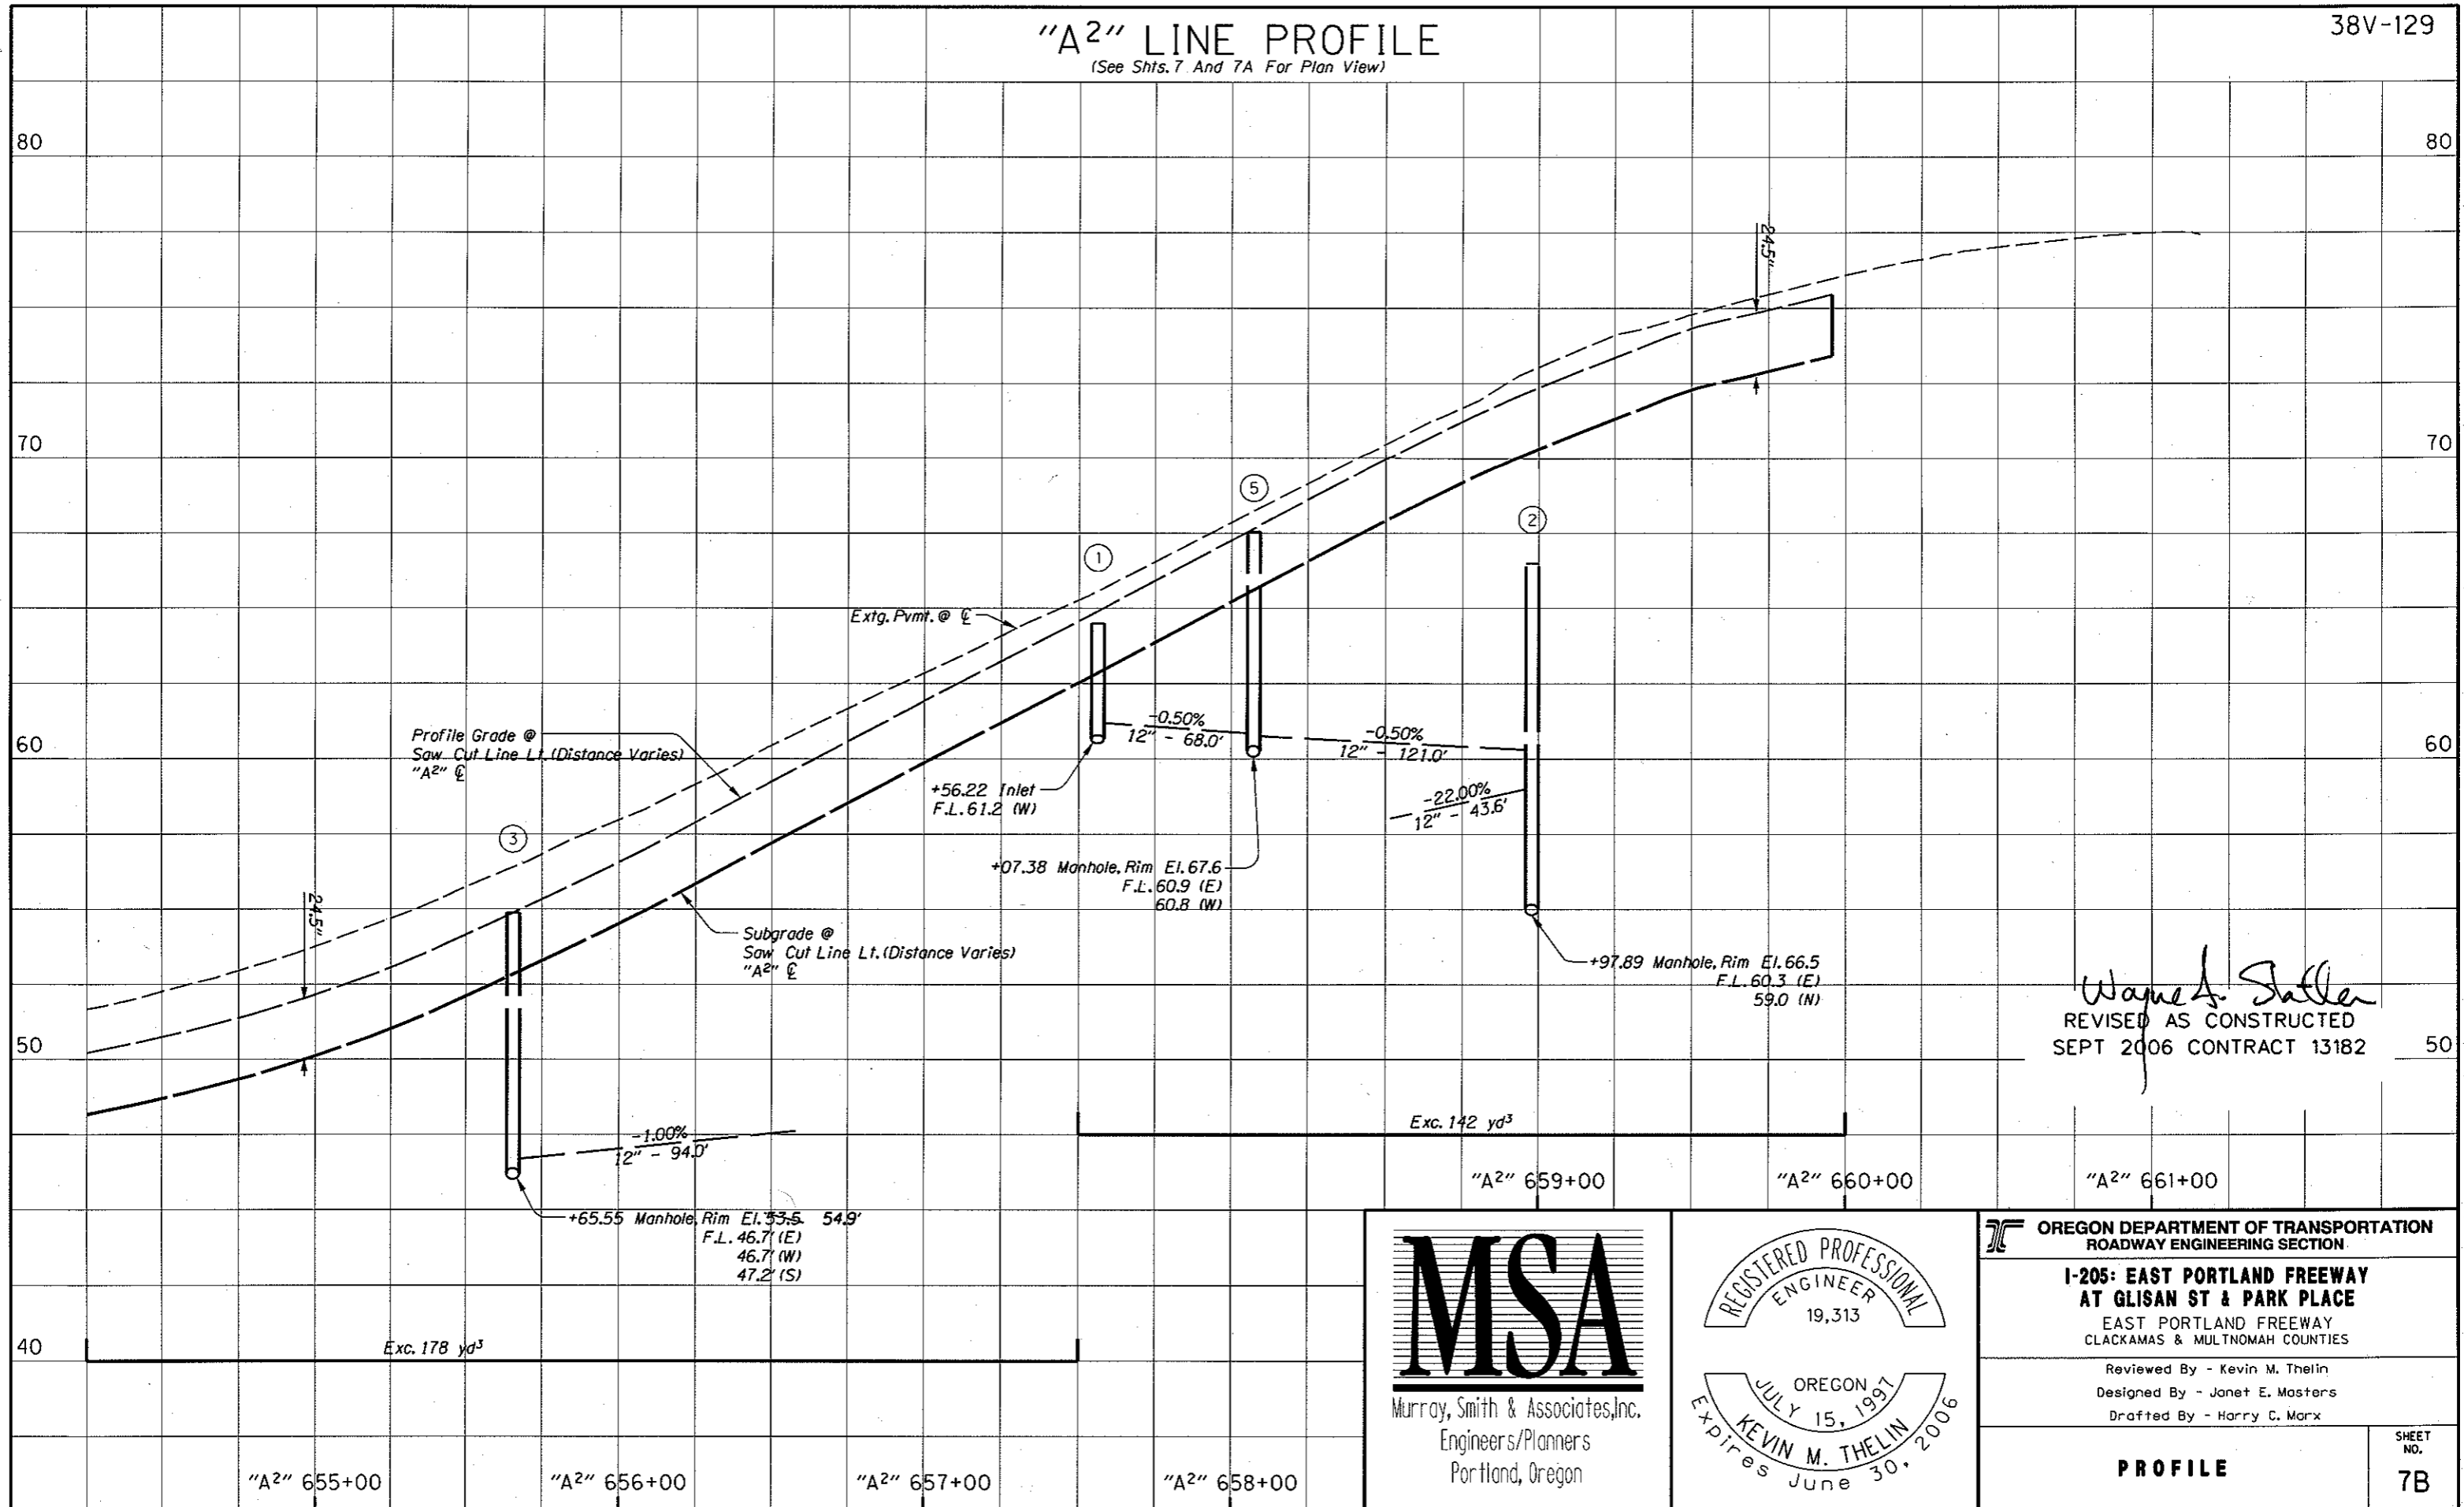 38V-129
"A2" LINE PROFILE
(See Shts. 7 And 7A For Plan View)
80
80
24.5"
70
70
5
2
1
Extg. Pvmt. @ ℄
Profile Grade @
Saw Cut Line Lt. (Distance Varies)
"A2" ℄
60
60
-0.50%
12" - 68.0'
-0.50%
12" - 121.0'
+56.22 Inlet
F.L. 61.2 (W)
-22.00%
12" - 43.6'
3
+07.38 Manhole, Rim El. 67.6
F.L. 60.9 (E)
60.8 (W)
24.5"
Subgrade @
Saw Cut Line Lt. (Distance Varies)
"A2" ℄
+97.89 Manhole, Rim El. 66.5
F.L. 60.3 (E)
59.0 (N)
Wayne A. Statler
REVISED AS CONSTRUCTED
SEPT 2006 CONTRACT 13182
50
50
-1.00%
12" - 94.0'
Exc. 142 yd³
"A2" 659+00
"A2" 660+00
"A2" 661+00
+65.55 Manhole, Rim El. 53.5 54.9'
F.L. 46.7' (E)
46.7' (W)
47.2' (S)
40
Exc. 178 yd³
"A2" 655+00
"A2" 656+00
"A2" 657+00
"A2" 658+00
MSA
Murray, Smith & Associates, Inc.
Engineers/Planners
Portland, Oregon
REGISTERED PROFESSIONAL
ENGINEER
19,313
OREGON
JULY 15, 1997
KEVIN M. THELIN
Expires June 30, 2006
OREGON DEPARTMENT OF TRANSPORTATION
ROADWAY ENGINEERING SECTION
I-205: EAST PORTLAND FREEWAY
AT GLISAN ST & PARK PLACE
EAST PORTLAND FREEWAY
CLACKAMAS & MULTNOMAH COUNTIES
Reviewed By - Kevin M. Thelin
Designed By - Janet E. Masters
Drafted By - Harry C. Marx
PROFILE
SHEET
NO.
7B